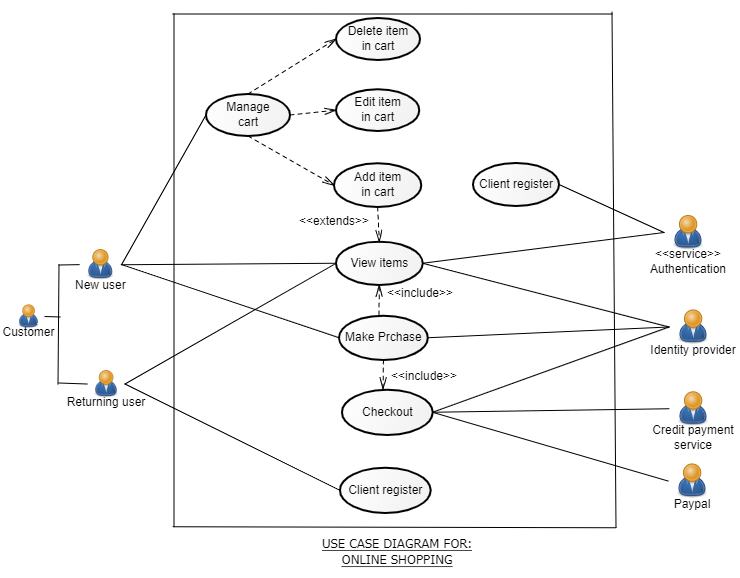 Delete item
in cart
Manage
cart
Edit item
in cart
Add item
in cart
Client register
<<extends>>
<<service>>
Authentication
View items
New user
<<include>>
Customer
Make Prchase
Identity provider
<<include>>
Returning user
Checkout
Credit payment
service
Client register
Paypal
USE CASE DIAGRAM FOR:
ONLINE SHOPPING